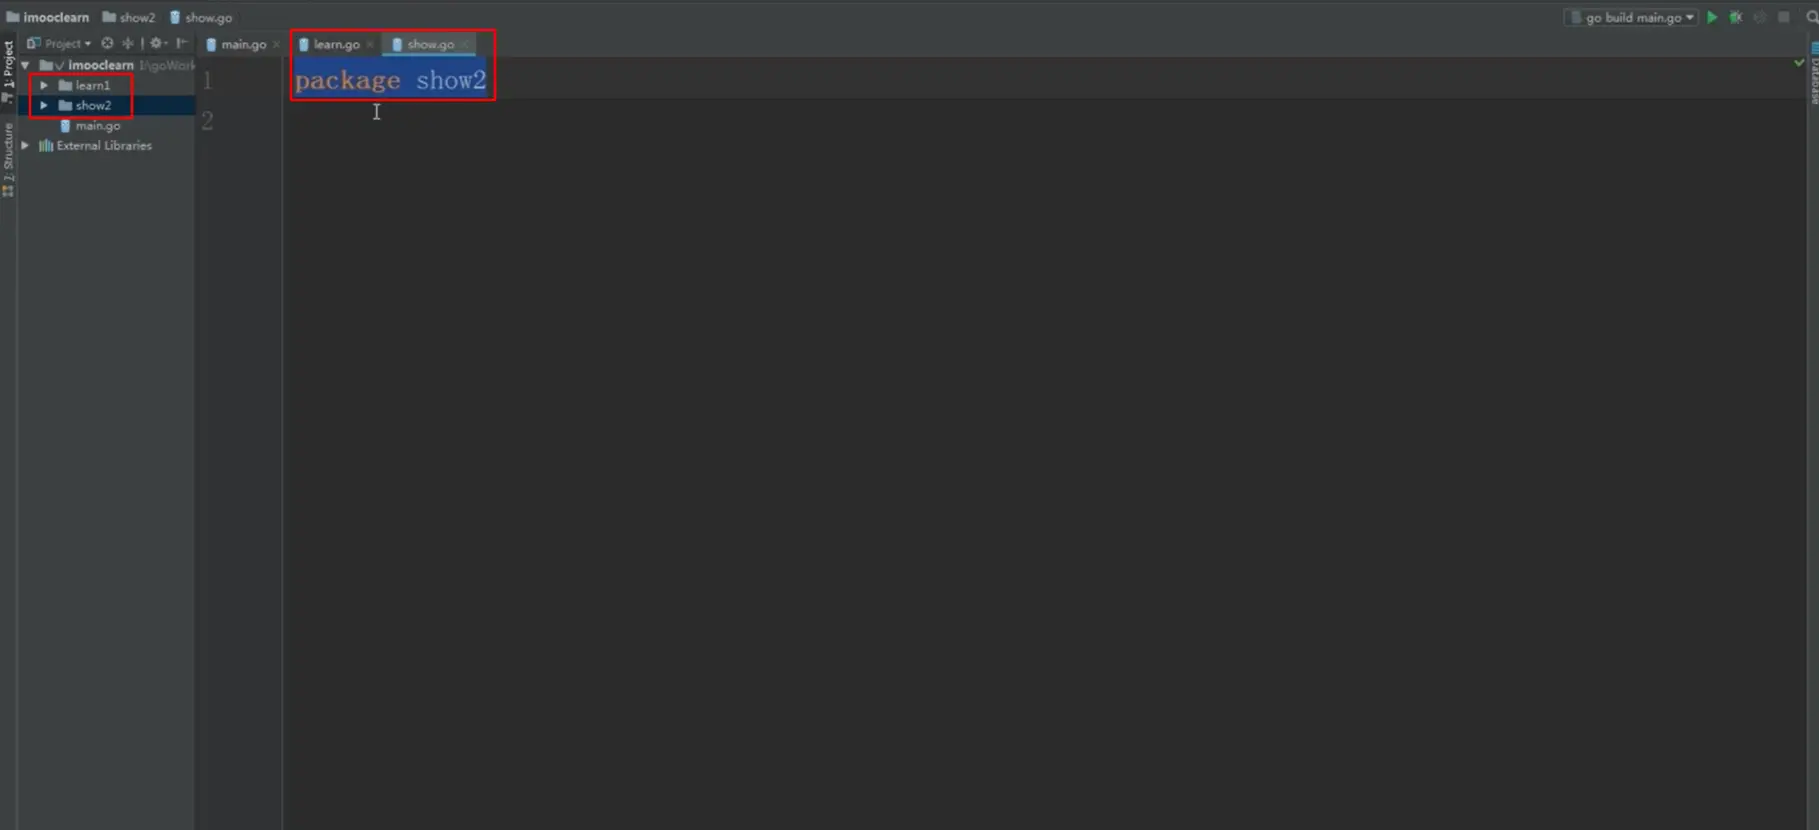 imooclearn show2 show.go
go build main.go
Project
main.go learn.go show.go
1: Project
imooclearn I:\goWork
learn1
show2
main.go
External Libraries
1 package show2
2
Database
7: Structure